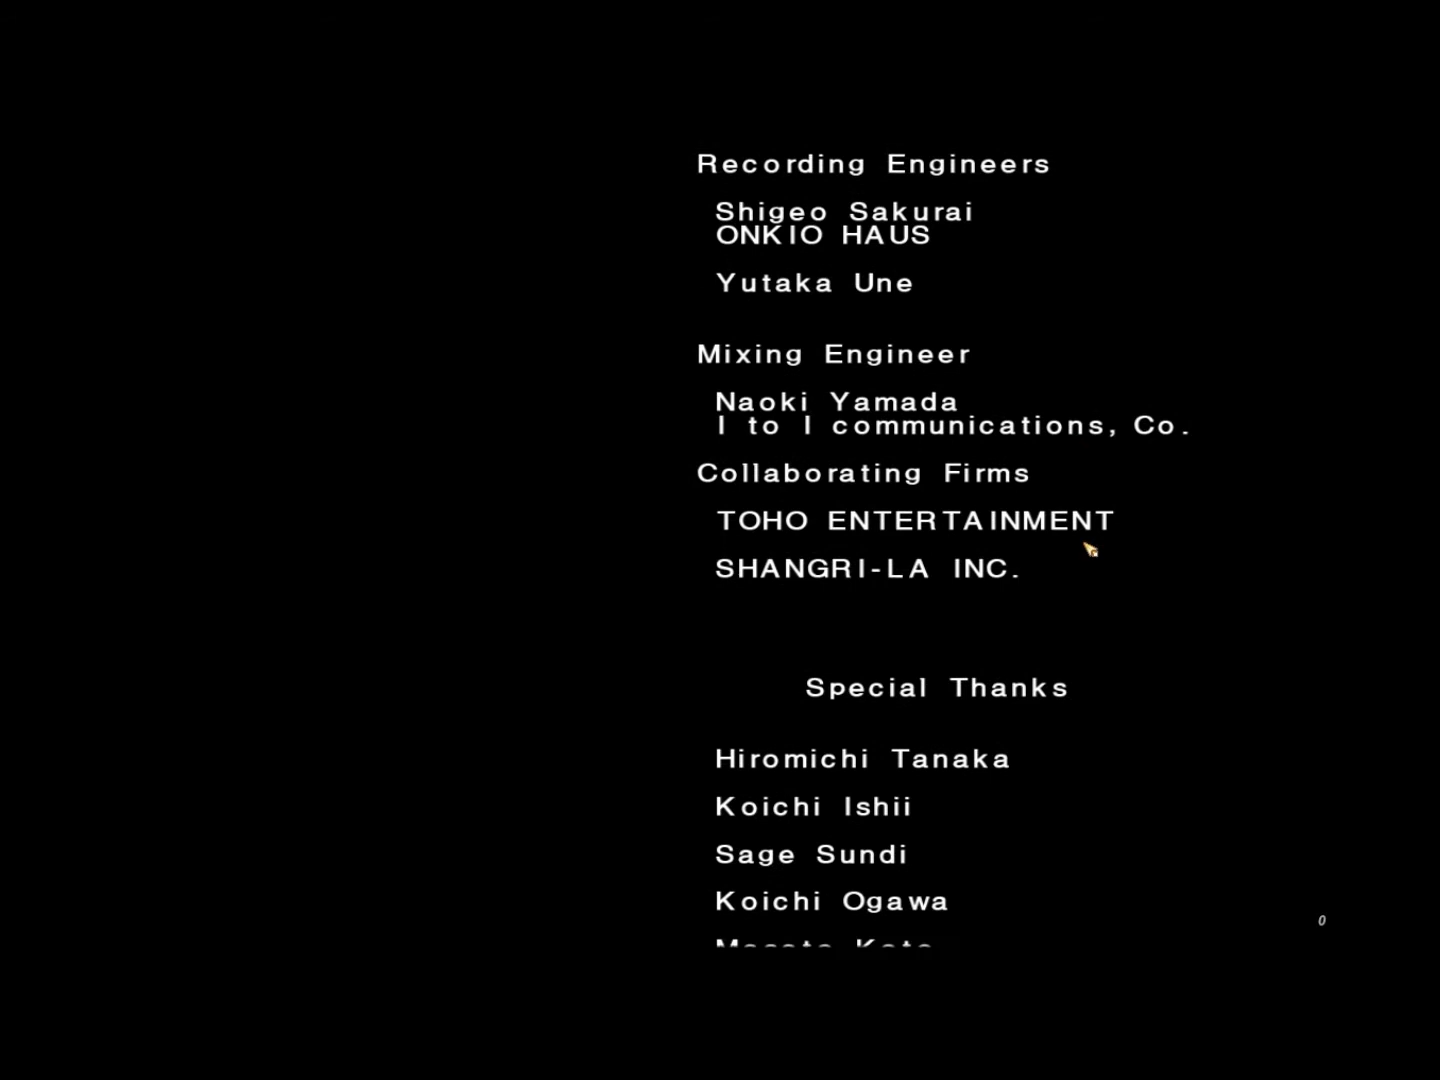 Recording Engineers
Shigeo Sakurai
ONKIO HAUS
Yutaka Une
Mixing Engineer
Naoki Yamada
I to I communications, Co.
Collaborating Firms
TOHO ENTERTAINMENT
SHANGRI-LA INC.
Special Thanks
Hiromichi Tanaka
Koichi Ishii
Sage Sundi
Koichi Ogawa
0